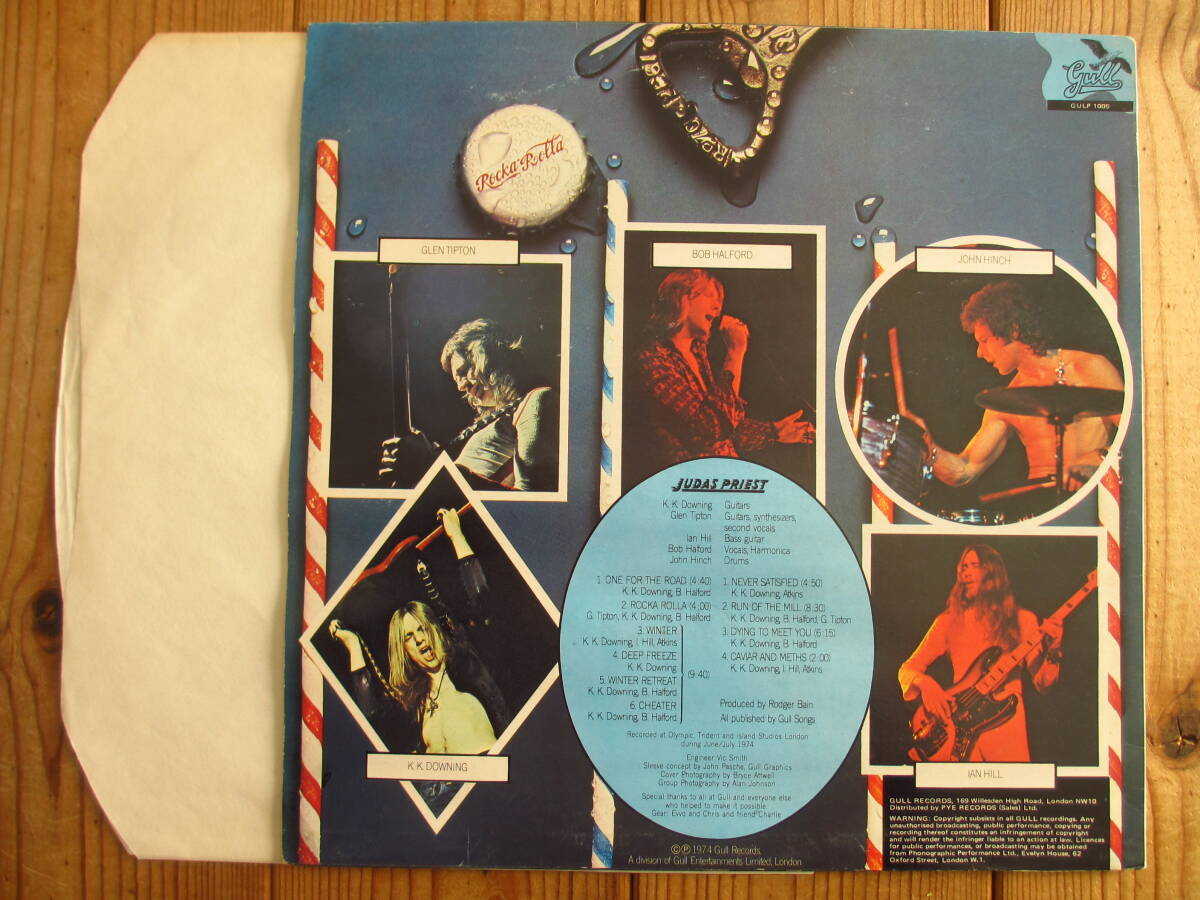 Gull
GULP 1005
Rocka Rolla
GLEN TIPTON
BOB HALFORD
JOHN HINCH
K. K. DOWNING
IAN HILL
JUDAS PRIEST
K. K. Downing Guitars
Glen Tipton Guitars, synthesizers,
second vocals
Ian Hill Bass guitar
Bob Halford Vocals, Harmonica
John Hinch Drums
1. ONE FOR THE ROAD (4:40)
K. K. Downing, B. Halford
2. ROCKA ROLLA (4:00)
G. Tipton, K. K. Downing, B. Halford
3. WINTER
K. K. Downing, I. Hill, Atkins
4. DEEP FREEZE
K. K. Downing
(9:40)
5. WINTER RETREAT
K. K. Downing, B. Halford
6. CHEATER
K. K. Downing, B. Halford
1. NEVER SATISFIED (4:50)
K. K. Downing, Atkins
2. RUN OF THE MILL (8:30)
K. K. Downing, B. Halford, G. Tipton
3. DYING TO MEET YOU (6:15)
K. K. Downing, B. Halford
4. CAVIAR AND METHS (2:00)
K. K. Downing, I. Hill, Atkins
Produced by Rodger Bain
All published by Gull Songs
Recorded at Olympic, Trident and Island Studios London
during June/July 1974
Engineer Vic Smith
Sleeve concept by John Pasche, Gull Graphics
Cover Photography by Bryce Attwell
Group Photography by Alan Johnson
Special thanks to all at Gull and everyone else
who helped to make it possible.
Gear: Evvo and Chris and friend Charlie
©℗ 1974 Gull Records
A division of Gull Entertainments Limited, London.
GULL RECORDS, 169 Willesden High Road, London NW10
Distributed by PYE RECORDS (Sales) Ltd.
WARNING: Copyright subsists in all GULL recordings. Any
unauthorised broadcasting, public performance, copying or
recording thereof constitutes an infringement of copyright
and will render the infringer liable to an action at law. Licences
for public performances, or broadcasting may be obtained
from Phonographic Performance Ltd., Evelyn House, 62
Oxford Street, London W.1.